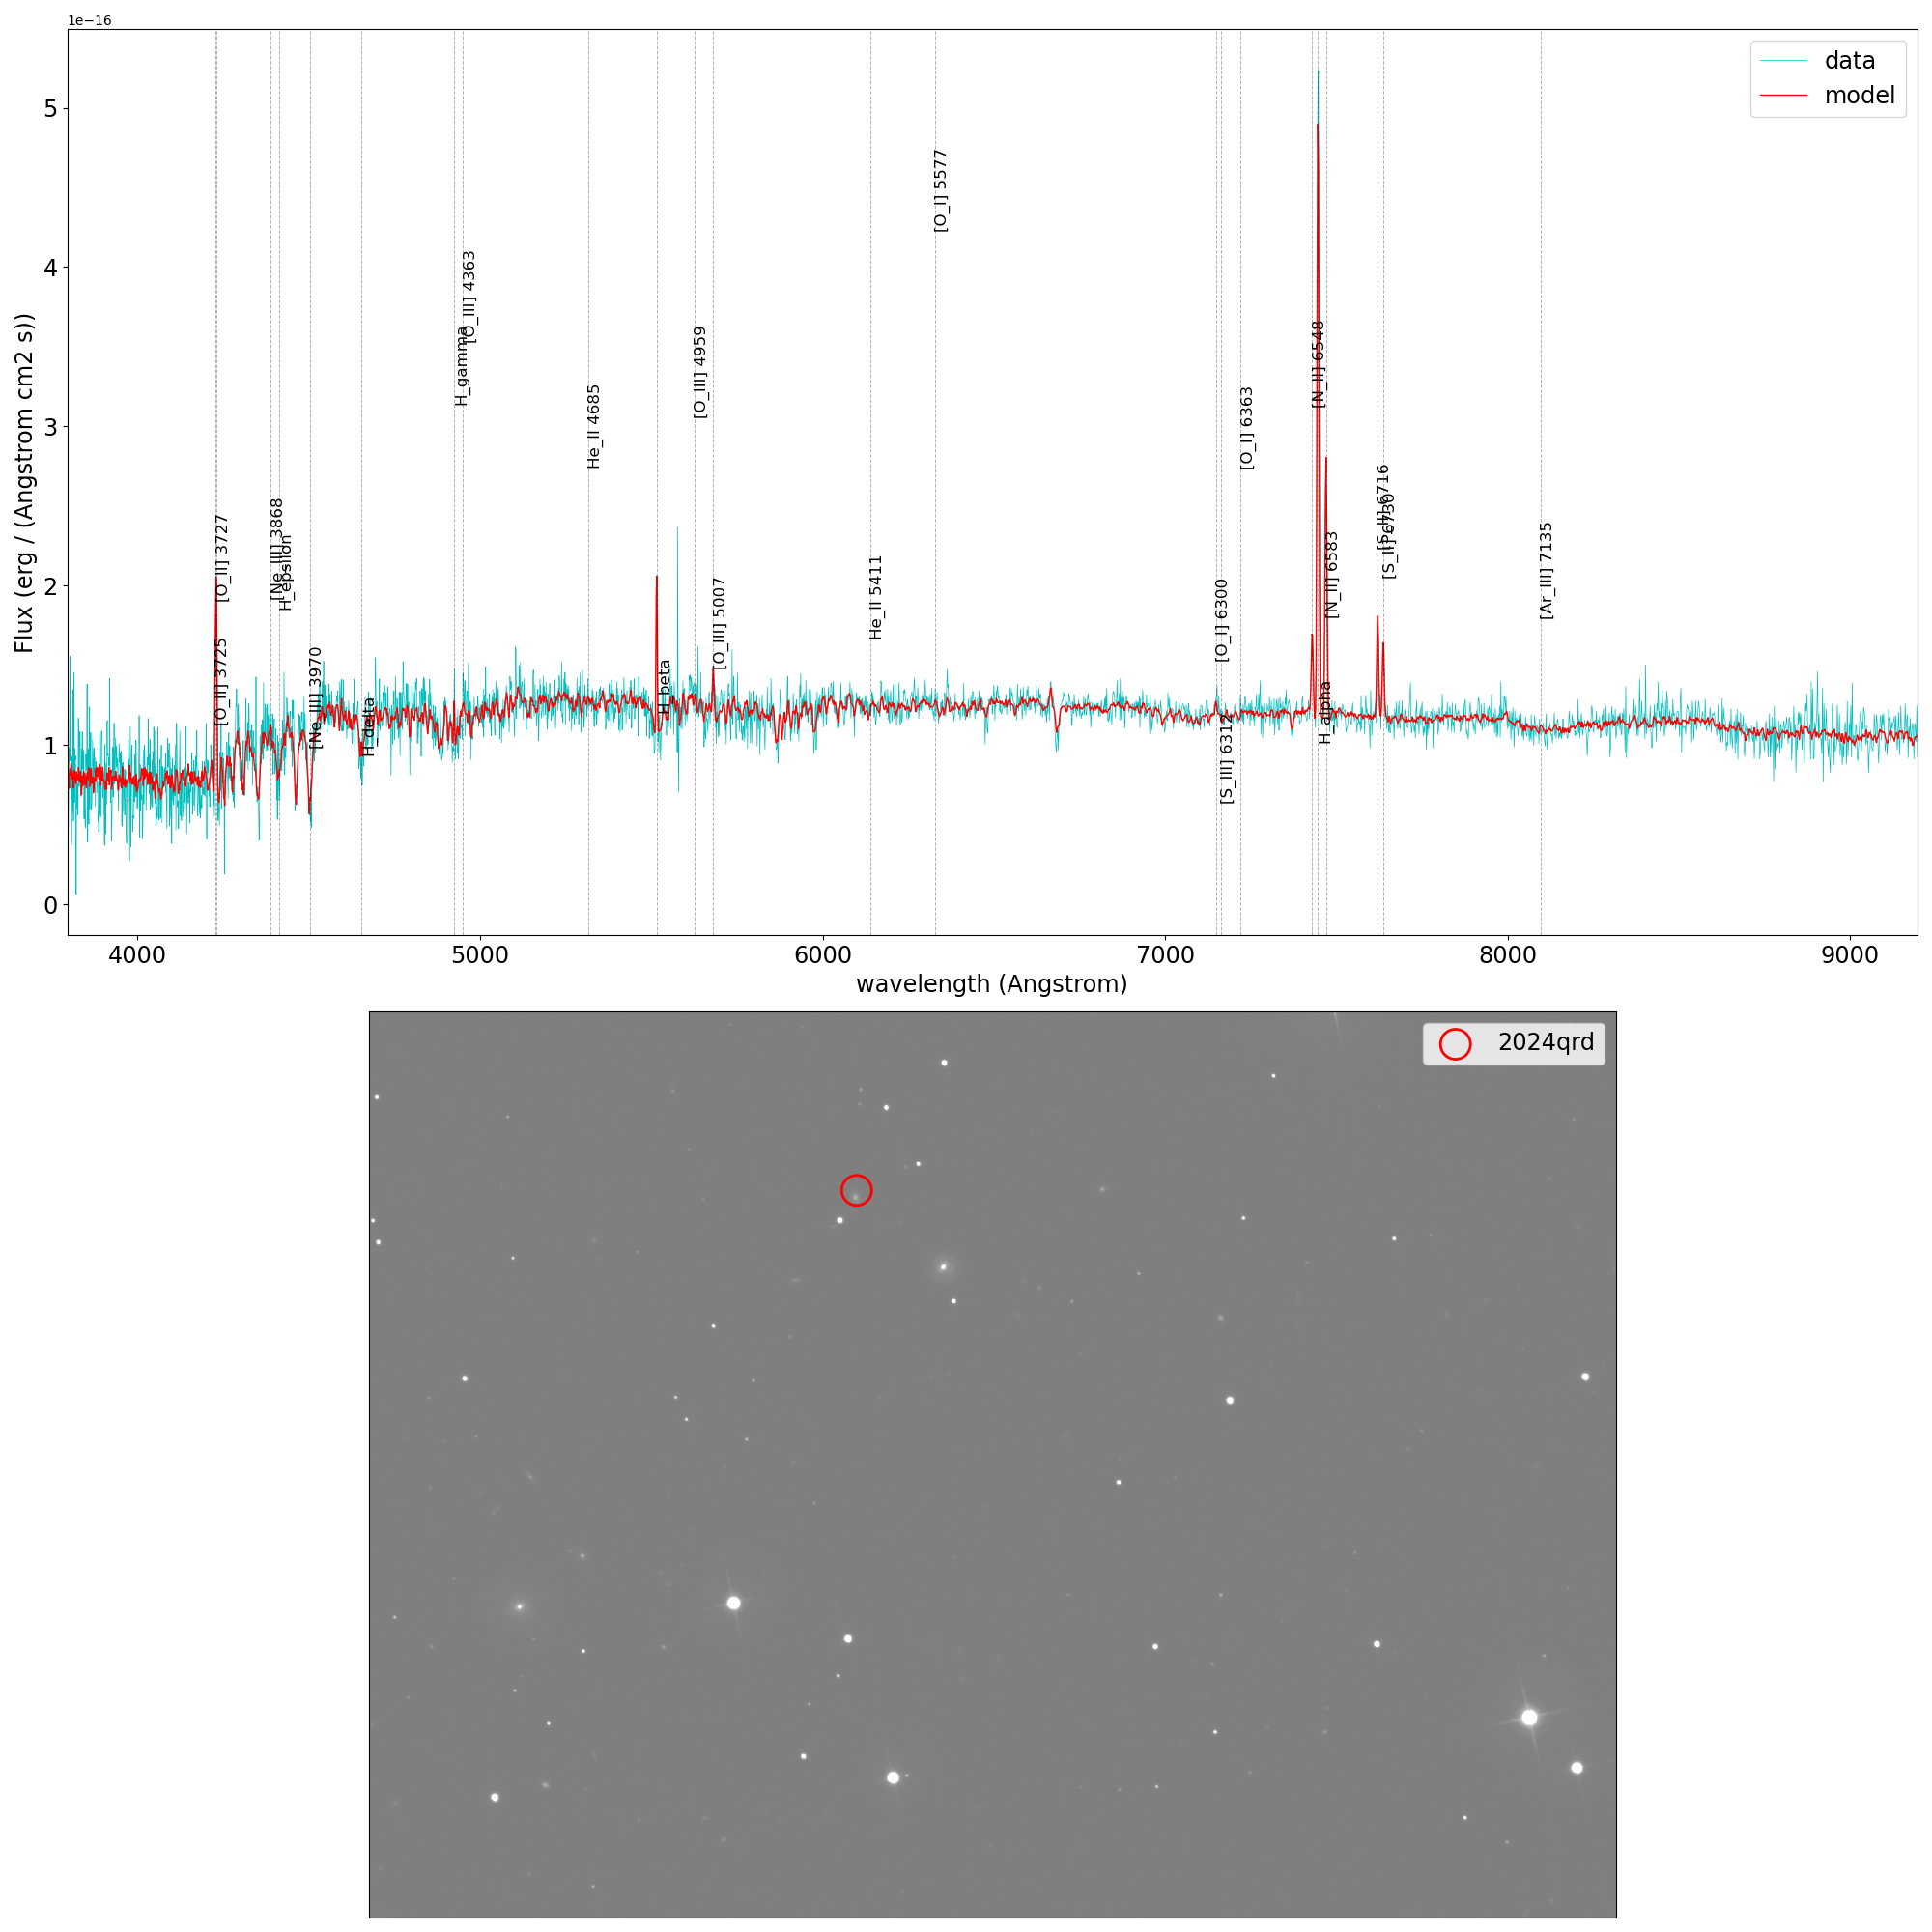 1e−16
data
model
5
4
3
2
1
0
Flux (erg / (Angstrom cm2 s))
[O_II] 3725
[O_II] 3727
[Ne_III] 3868
H_epsilon
[Ne_III] 3970
H_delta
H_gamma
[O_III] 4363
He_II 4685
H_beta
[O_III] 4959
[O_III] 5007
He_II 5411
[O_I] 5577
[O_I] 6300
[S_III] 6312
[O_I] 6363
[N_II] 6548
H_alpha
[N_II] 6583
[S_II] 6716
[S_II] 6730
[Ar_III] 7135
4000 5000 6000 7000 8000 9000
wavelength (Angstrom)
2024qrd